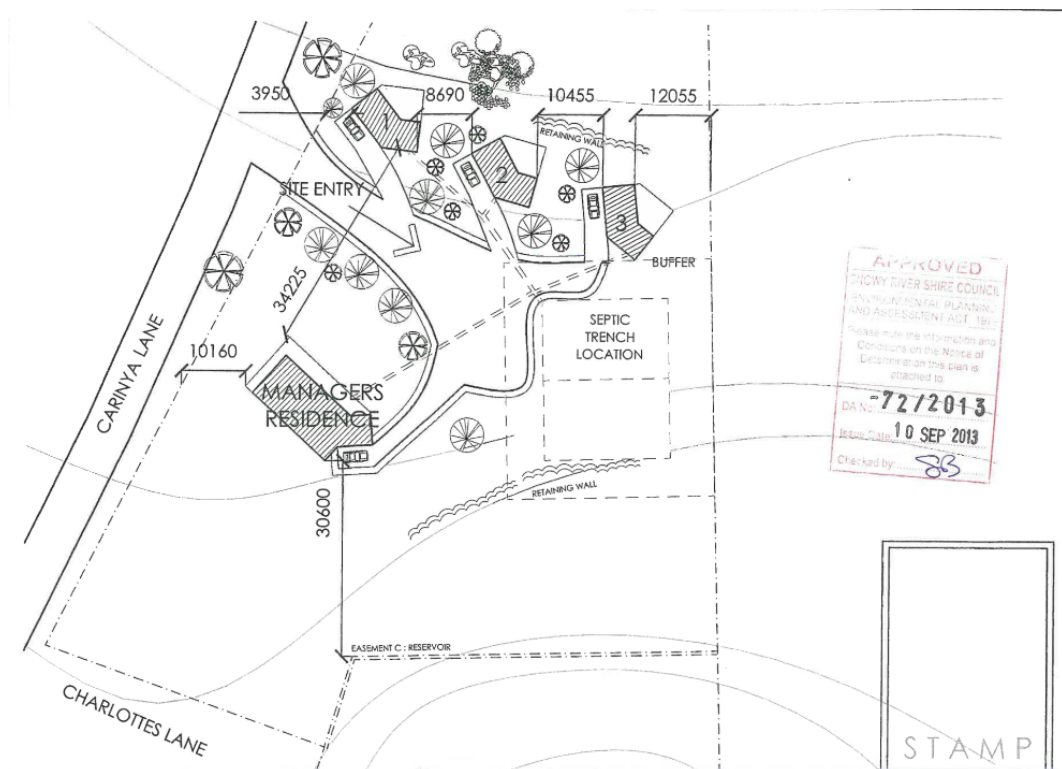 3950
8690
10455
12055
1
RETAINING WALL
2
SITE ENTRY
3
BUFFER
34225
SEPTIC
TRENCH
LOCATION
10160
CARINYA LANE
MANAGERS
RESIDENCE
RETAINING WALL
30600
EASEMENT C : RESERVOIR
CHARLOTTES LANE
APPROVED
SNOWY RIVER SHIRE COUNCIL
ENVIRONMENTAL PLANNING
AND ASSESSMENT ACT, 1979
Please note the information and
Conditions on the Notice of
Determination this plan is
attached to.
DA No: 72/2013
Issue Date: 10 SEP 2013
Checked by:
STAMP